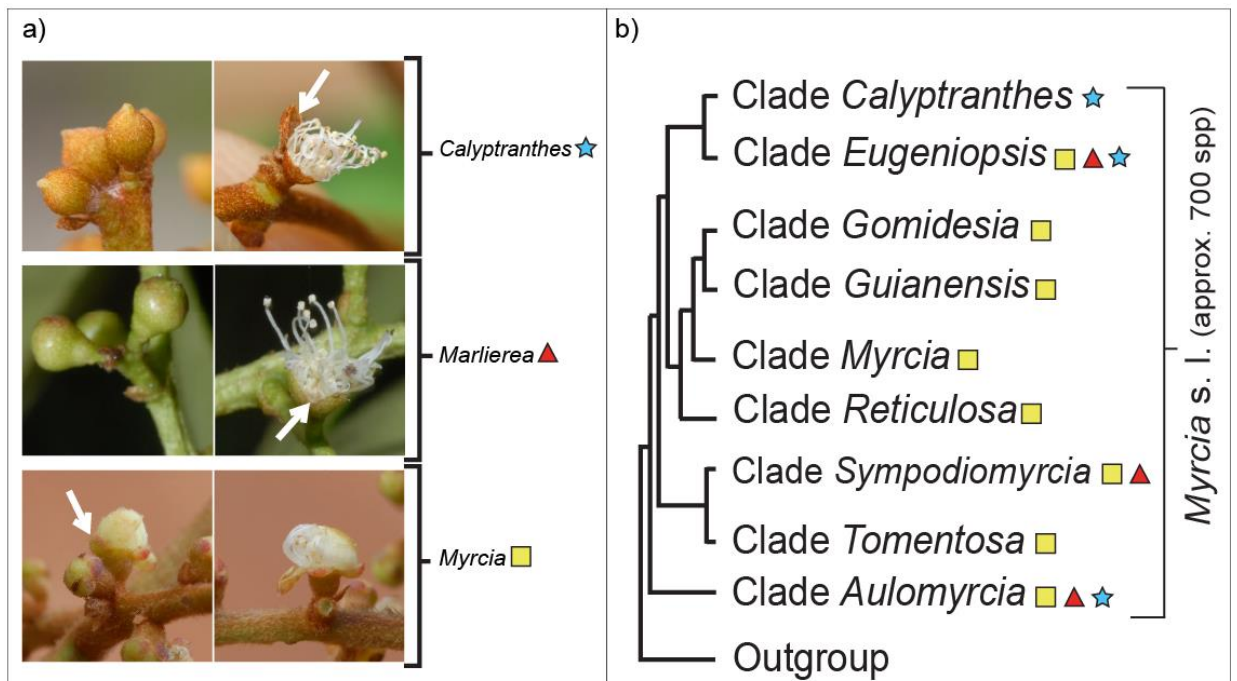 a)
Calyptranthes
Marlierea
Myrcia
b)
Clade Calyptranthes
Clade Eugeniopsis
Clade Gomidesia
Clade Guianensis
Clade Myrcia
Clade Reticulosa
Clade Sympodiomyrcia
Clade Tomentosa
Clade Aulomyrcia
Outgroup
Myrcia s. l. (approx. 700 spp)